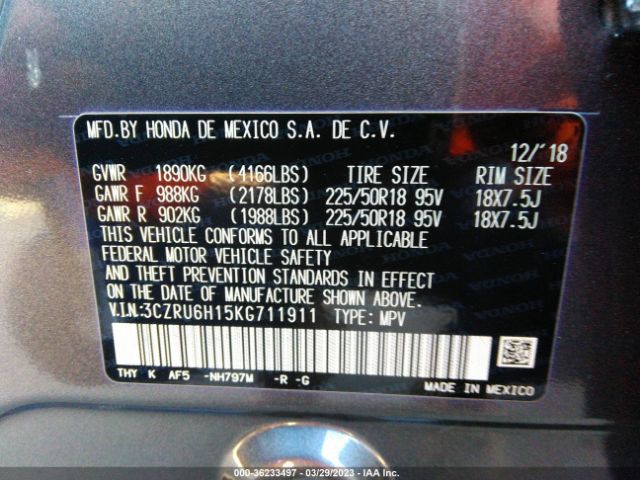 MFD.BY HONDA DE MEXICO S.A. DE C.V.
12/'18
GVWR 1890KG (4166LBS) TIRE SIZE RIM SIZE
GAWR F 988KG (2178LBS) 225/50R18 95V 18X7.5J
GAWR R 902KG (1988LBS) 225/50R18 95V 18X7.5J
THIS VEHICLE CONFORMS TO ALL APPLICABLE
FEDERAL MOTOR VEHICLE SAFETY
AND THEFT PREVENTION STANDARDS IN EFFECT
ON THE DATE OF MANUFACTURE SHOWN ABOVE.
V.I.N:3CZRU6H15KG711911 TYPE: MPV
THY K AF5 -NH797M -R -G
MADE IN MEXICO
000-36233497 - 03/29/2023 - IAA Inc.